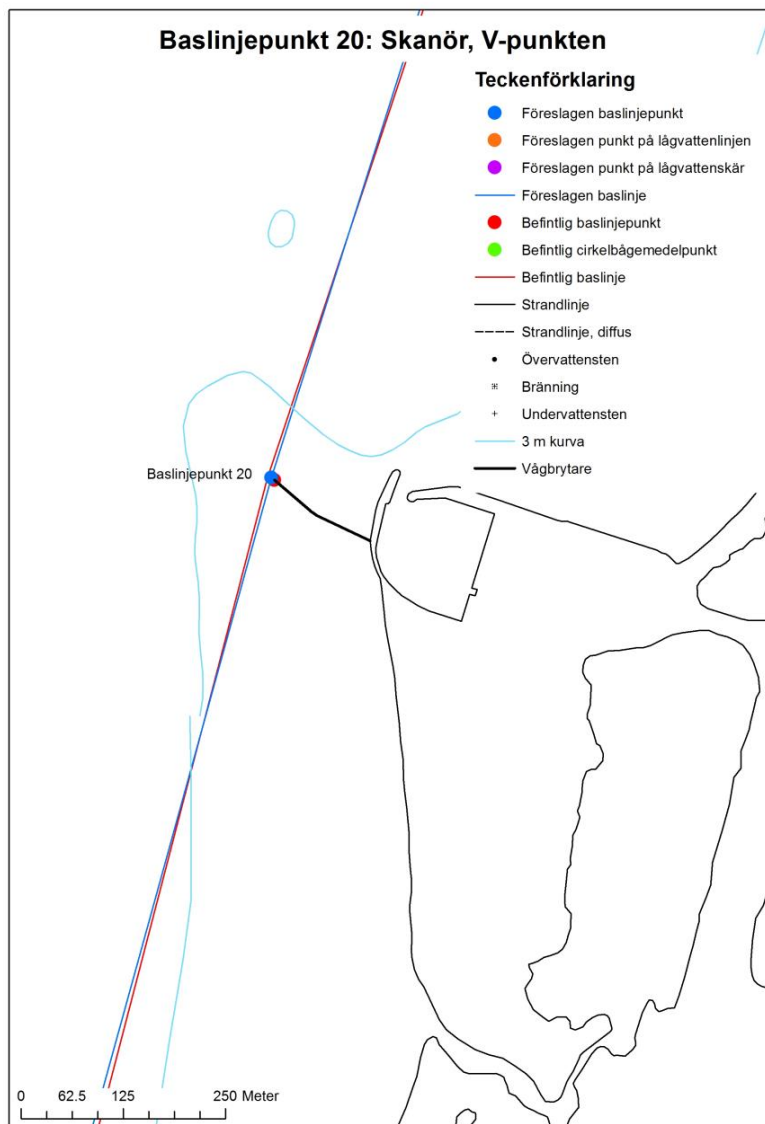 Baslinjepunkt 20: Skanör, V-punkten
Teckenförklaring
Föreslagen baslinjepunkt
Föreslagen punkt på lågvattenlinjen
Föreslagen punkt på lågvattenskär
Föreslagen baslinje
Befintlig baslinjepunkt
Befintlig cirkelbågemedelpunkt
Befintlig baslinje
Strandlinje
Strandlinje, diffus
Övervattensten
Bränning
Undervattensten
3 m kurva
Vågbrytare
Baslinjepunkt 20
0 62.5 125 250 Meter